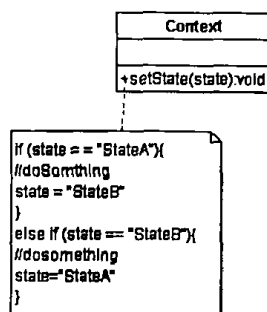 Context
+setState(state):void
if (state = = "StateA"){
//doSomthing
state = "StateB"
}
else if (state == "StateB"){
//dosomething
state="StateA"
}